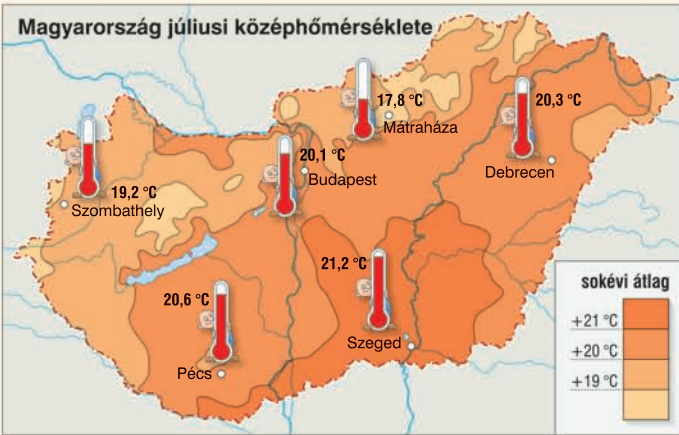 Magyarország júliusi középhőmérséklete
17,8 °C
Mátraháza
20,3 °C
Debrecen
20,1 °C
Budapest
19,2 °C
Szombathely
21,2 °C
Szeged
20,6 °C
Pécs
sokévi átlag
+21 °C
+20 °C
+19 °C